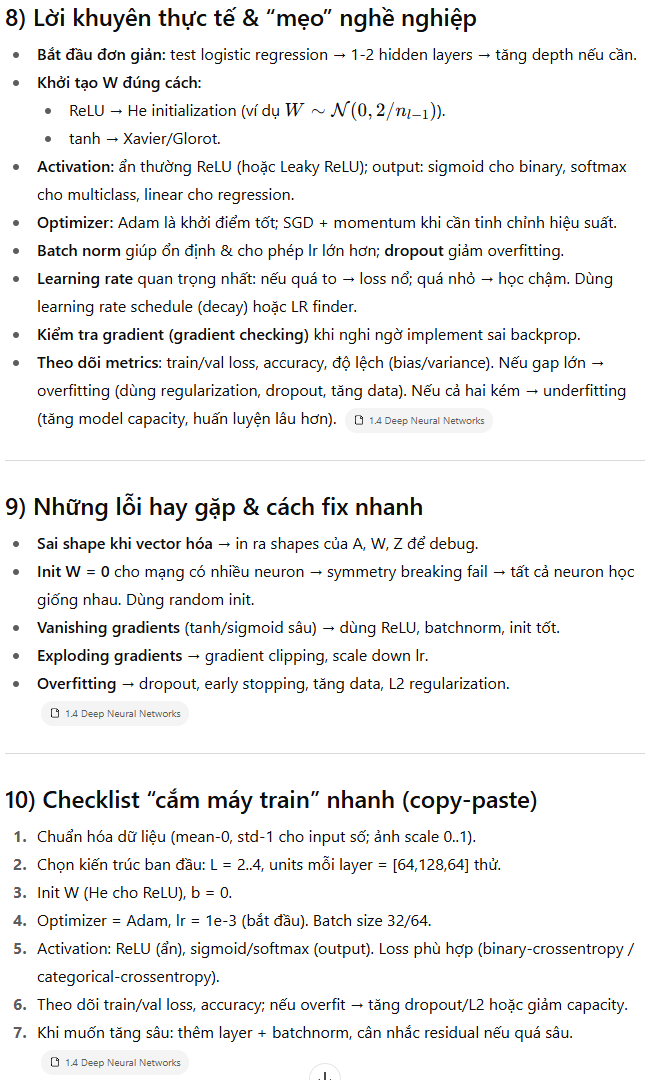 8) Lời khuyên thực tế & “mẹo” nghề nghiệp
• Bắt đầu đơn giản: test logistic regression → 1-2 hidden layers → tăng depth nếu cần.
• Khởi tạo W đúng cách:
• ReLU → He initialization (ví dụ W ∼ 𝒩(0, 2/n_{l−1})).
• tanh → Xavier/Glorot.
• Activation: ẩn thường ReLU (hoặc Leaky ReLU); output: sigmoid cho binary, softmax
cho multiclass, linear cho regression.
• Optimizer: Adam là khởi điểm tốt; SGD + momentum khi cần tinh chỉnh hiệu suất.
• Batch norm giúp ổn định & cho phép lr lớn hơn; dropout giảm overfitting.
• Learning rate quan trọng nhất: nếu quá to → loss nổ; quá nhỏ → học chậm. Dùng
learning rate schedule (decay) hoặc LR finder.
• Kiểm tra gradient (gradient checking) khi nghi ngờ implement sai backprop.
• Theo dõi metrics: train/val loss, accuracy, độ lệch (bias/variance). Nếu gap lớn →
overfitting (dùng regularization, dropout, tăng data). Nếu cả hai kém → underfitting
(tăng model capacity, huấn luyện lâu hơn). 1.4 Deep Neural Networks
9) Những lỗi hay gặp & cách fix nhanh
• Sai shape khi vector hóa → in ra shapes của A, W, Z để debug.
• Init W = 0 cho mạng có nhiều neuron → symmetry breaking fail → tất cả neuron học
giống nhau. Dùng random init.
• Vanishing gradients (tanh/sigmoid sâu) → dùng ReLU, batchnorm, init tốt.
• Exploding gradients → gradient clipping, scale down lr.
• Overfitting → dropout, early stopping, tăng data, L2 regularization.
1.4 Deep Neural Networks
10) Checklist “cắm máy train” nhanh (copy-paste)
1. Chuẩn hóa dữ liệu (mean-0, std-1 cho input số; ảnh scale 0..1).
2. Chọn kiến trúc ban đầu: L = 2..4, units mỗi layer = [64,128,64] thử.
3. Init W (He cho ReLU), b = 0.
4. Optimizer = Adam, lr = 1e-3 (bắt đầu). Batch size 32/64.
5. Activation: ReLU (ẩn), sigmoid/softmax (output). Loss phù hợp (binary-crossentropy /
categorical-crossentropy).
6. Theo dõi train/val loss, accuracy; nếu overfit → tăng dropout/L2 hoặc giảm capacity.
7. Khi muốn tăng sâu: thêm layer + batchnorm, cân nhắc residual nếu quá sâu.
1.4 Deep Neural Networks